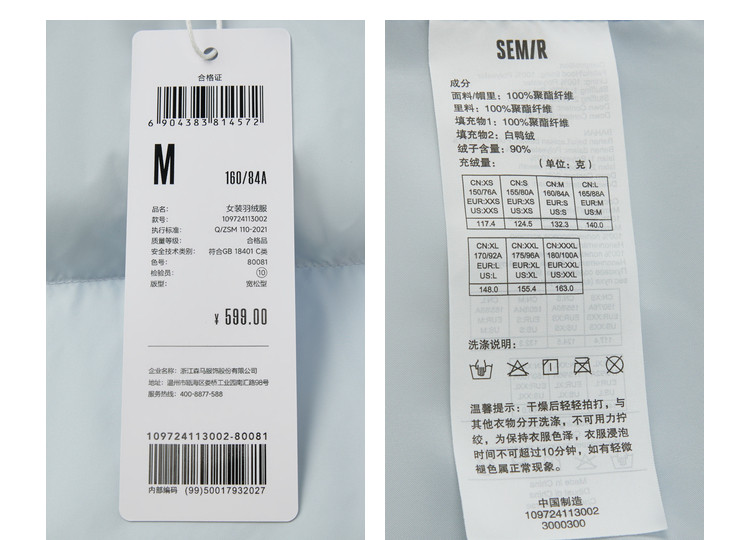 合格证
6 904383 814572
M
160/84A
品名: 女装羽绒服
款号: 109724113002
执行标准: Q/ZSM 110-2021
质量等级: 合格品
安全技术类别: 符合GB 18401 C类
色号: 80081
检验员: 10
版型: 宽松型
¥ 599.00
企业名称: 浙江森马服饰股份有限公司
地址: 温州市瓯海区娄桥工业园南汇路98号
服务热线: 400-8877-588
109724113002-80081
内部编码 (99)50017932027
SEM/R
成分
面料/帽里: 100%聚酯纤维
里料: 100%聚酯纤维
填充物1: 100%聚酯纤维
填充物2: 白鸭绒
绒子含量: 90%
充绒量: (单位: 克)
CN:XS CN:S CN:M CN:L
150/76A 155/80A 160/84A 165/88A
EUR:XXS EUR:XS EUR:S EUR:M
US:XXS US:XS US:S US:M
117.4 124.5 132.3 140.0
CN:XL CN:XXL CN:XXXL
170/92A 175/96A 180/100A
EUR:L EUR:XL EUR:XXL
US:L US:XL US:XXL
148.0 155.4 163.0
洗涤说明:
温馨提示: 干燥后轻轻拍打, 与
其他衣物分开洗涤, 不可用力拧
绞, 为保持衣服色泽, 衣服浸泡
时间不可超过10分钟, 如有轻微
褪色属正常现象。
中国制造
109724113002
3000300